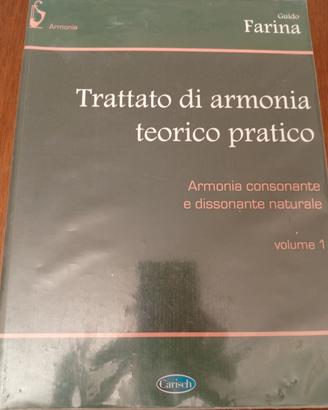 Armonia
Guido
Farina
Trattato di armonia
teorico pratico
Armonia consonante
e dissonante naturale
volume 1
Carisch